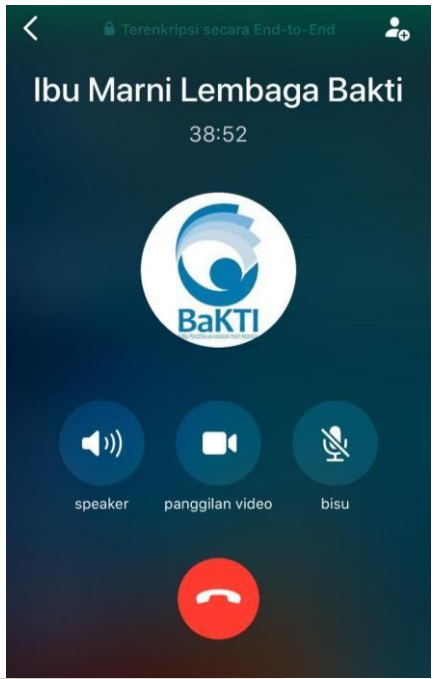 Terenkripsi secara End-to-End
Ibu Marni Lembaga Bakti
38:52
BaKTI
speaker
panggilan video
bisu